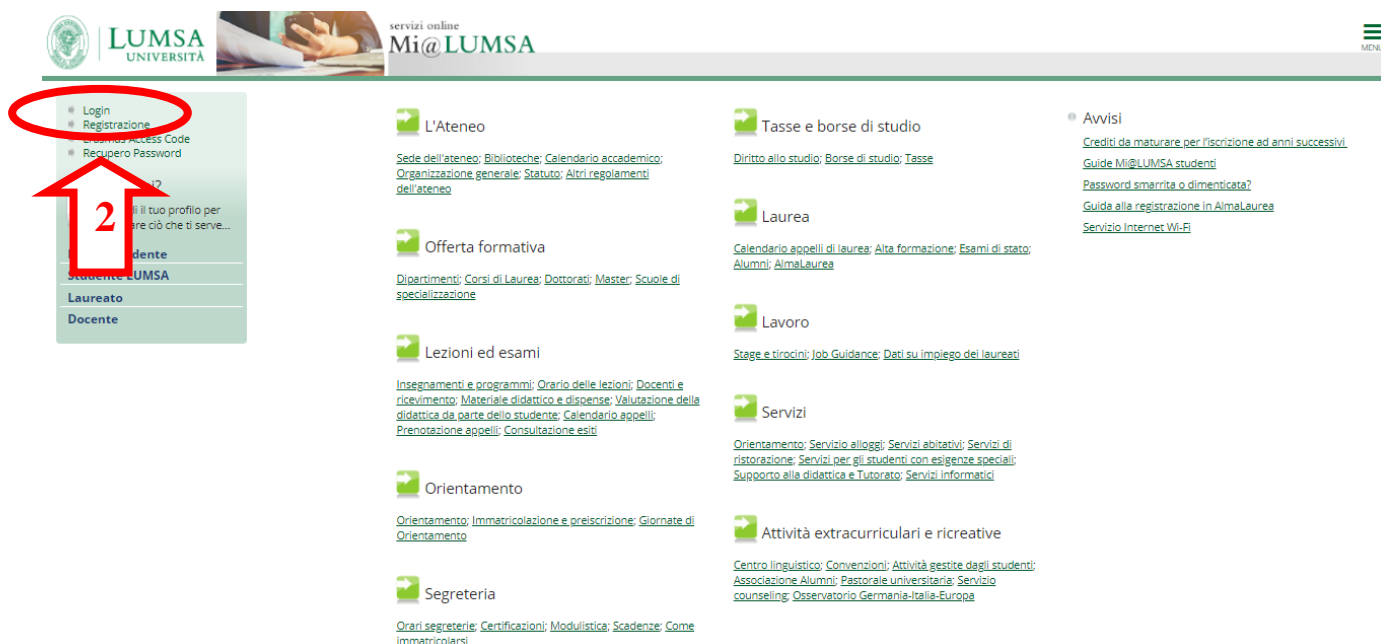 LUMSA
UNIVERSITÀ
servizi online
Mi@LUMSA
MENU
Login
Registrazione
Erasmus Access Code
Recupero Password
2
il tuo profilo per
ciò che ti serve...
Studente LUMSA
Laureato
Docente
L'Ateneo
Sede dell'ateneo; Biblioteche; Calendario accademico;
Organizzazione generale; Statuto; Altri regolamenti
dell'ateneo
Offerta formativa
Dipartimenti; Corsi di Laurea; Dottorati; Master; Scuole di
specializzazione
Lezioni ed esami
Insegnamenti e programmi; Orario delle lezioni; Docenti e
ricevimento; Materiale didattico e dispense; Valutazione della
didattica da parte dello studente; Calendario appelli;
Prenotazione appelli; Consultazione esiti
Orientamento
Orientamento; Immatricolazione e preiscrizione; Giornate di
Orientamento
Segreteria
Orari segreterie; Certificazioni; Modulistica; Scadenze; Come
immatricolarsi
Tasse e borse di studio
Diritto allo studio; Borse di studio; Tasse
Laurea
Calendario appelli di laurea; Alta formazione; Esami di stato;
Alumni; AlmaLaurea
Lavoro
Stage e tirocini; Job Guidance; Dati su impiego dei laureati
Servizi
Orientamento; Servizio alloggi; Servizi abitativi; Servizi di
ristorazione; Servizi per gli studenti con esigenze speciali;
Supporto alla didattica e Tutorato; Servizi informatici
Attività extracurriculari e ricreative
Centro linguistico; Convenzioni; Attività gestite dagli studenti;
Associazione Alumni; Pastorale universitaria; Servizio
counseling; Osservatorio Germania-Italia-Europa
Avvisi
Crediti da maturare per l'iscrizione ad anni successivi
Guide Mi@LUMSA studenti
Password smarrita o dimenticata?
Guida alla registrazione in AlmaLaurea
Servizio Internet Wi-Fi